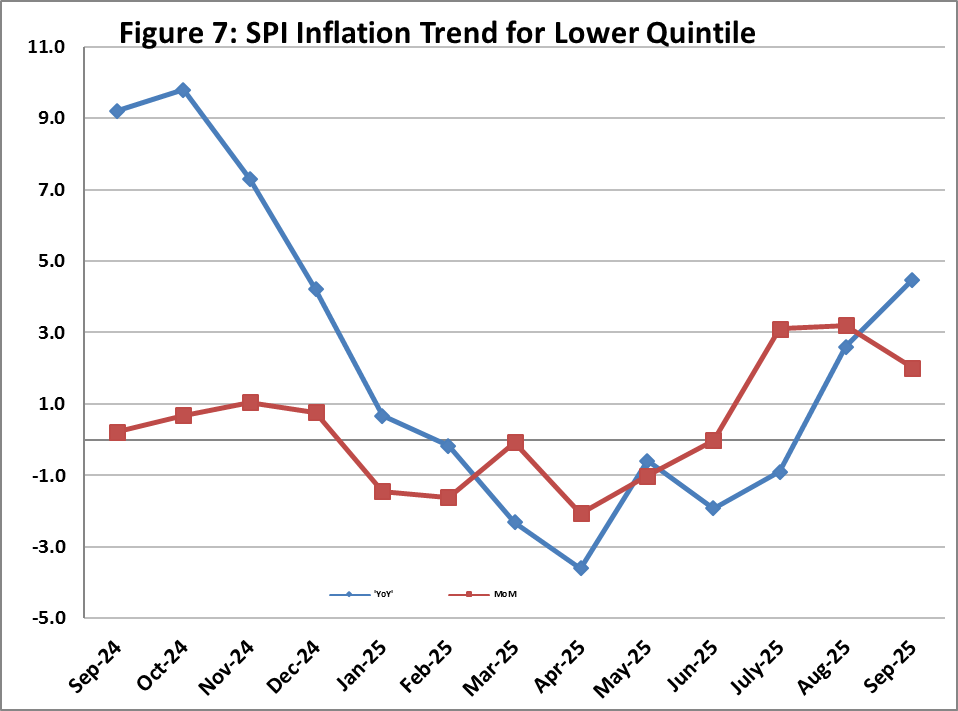 Figure 7: SPI Inflation Trend for Lower Quintile
11.0
9.0
7.0
5.0
3.0
1.0
-1.0
-3.0
-5.0
'YoY'
MoM
Sep-24
Oct-24
Nov-24
Dec-24
Jan-25
Feb-25
Mar-25
Apr-25
May-25
Jun-25
July-25
Aug-25
Sep-25